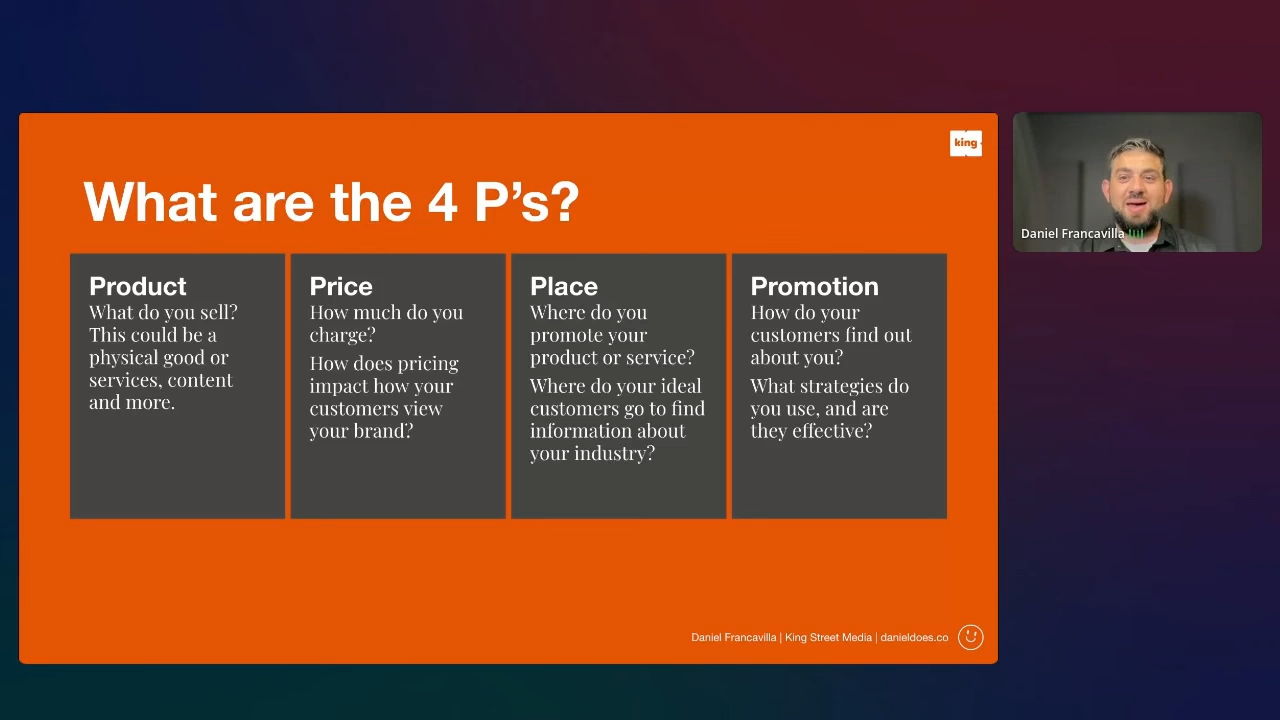 king
What are the 4 P’s?
Product
What do you sell?
This could be a
physical good or
services, content
and more.
Price
How much do you
charge?
How does pricing
impact how your
customers view
your brand?
Place
Where do you
promote your
product or service?
Where do your ideal
customers go to find
information about
your industry?
Promotion
How do your
customers find out
about you?
What strategies do
you use, and are
they effective?
Daniel Francavilla | King Street Media | danieldoes.co
Daniel Francavilla